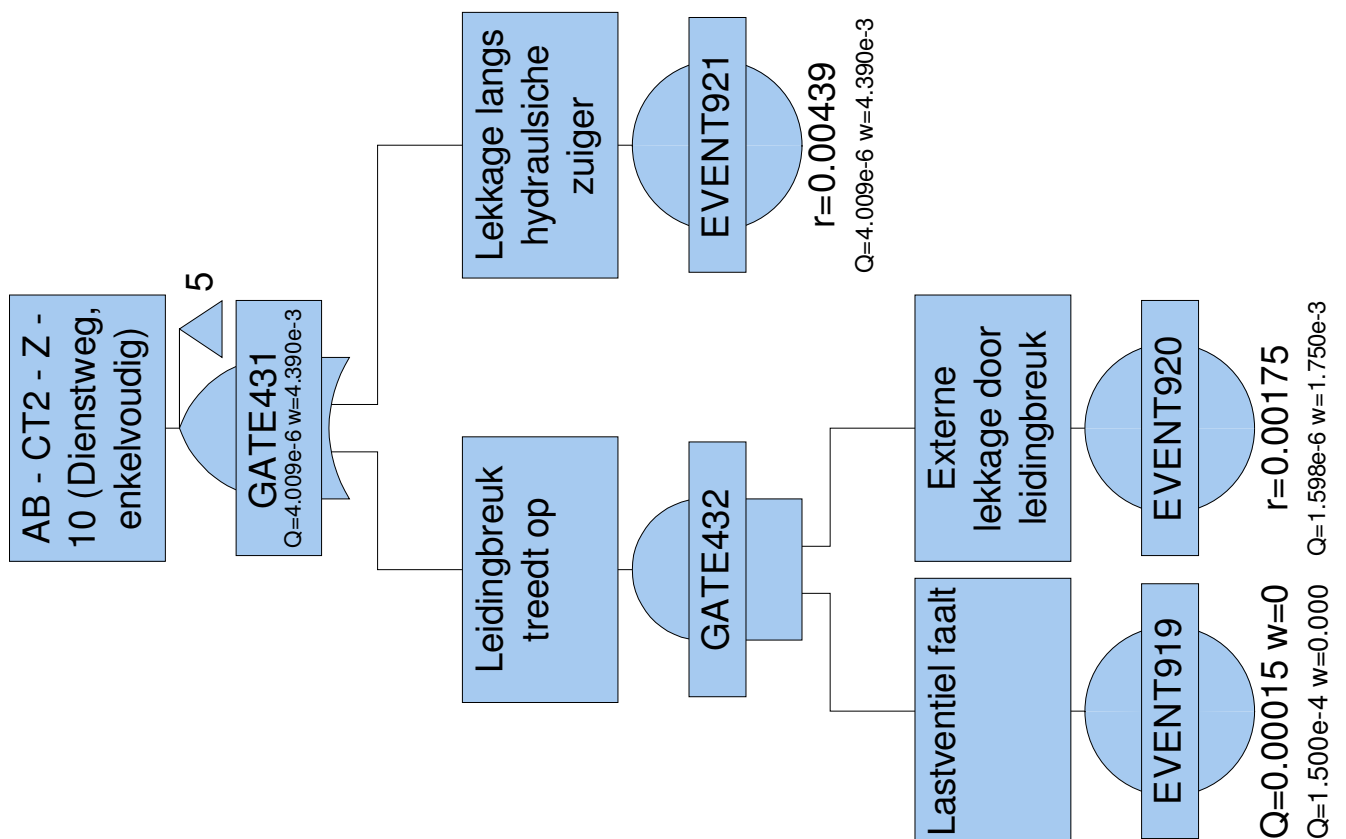 AB - CT2 - Z -
10 (Dienstweg,
enkelvoudig)
5
GATE431
Q=4.009e-6 w=4.390e-3
Leidingbreuk
treedt op
GATE432
Lekkage langs
hydraulsiche
zuiger
EVENT921
r=0.00439
Q=4.009e-6 w=4.390e-3
Lastventiel faalt
EVENT919
Q=0.00015 w=0
Q=1.500e-4 w=0.000
Externe
lekkage door
leidingbreuk
EVENT920
r=0.00175
Q=1.598e-6 w=1.750e-3